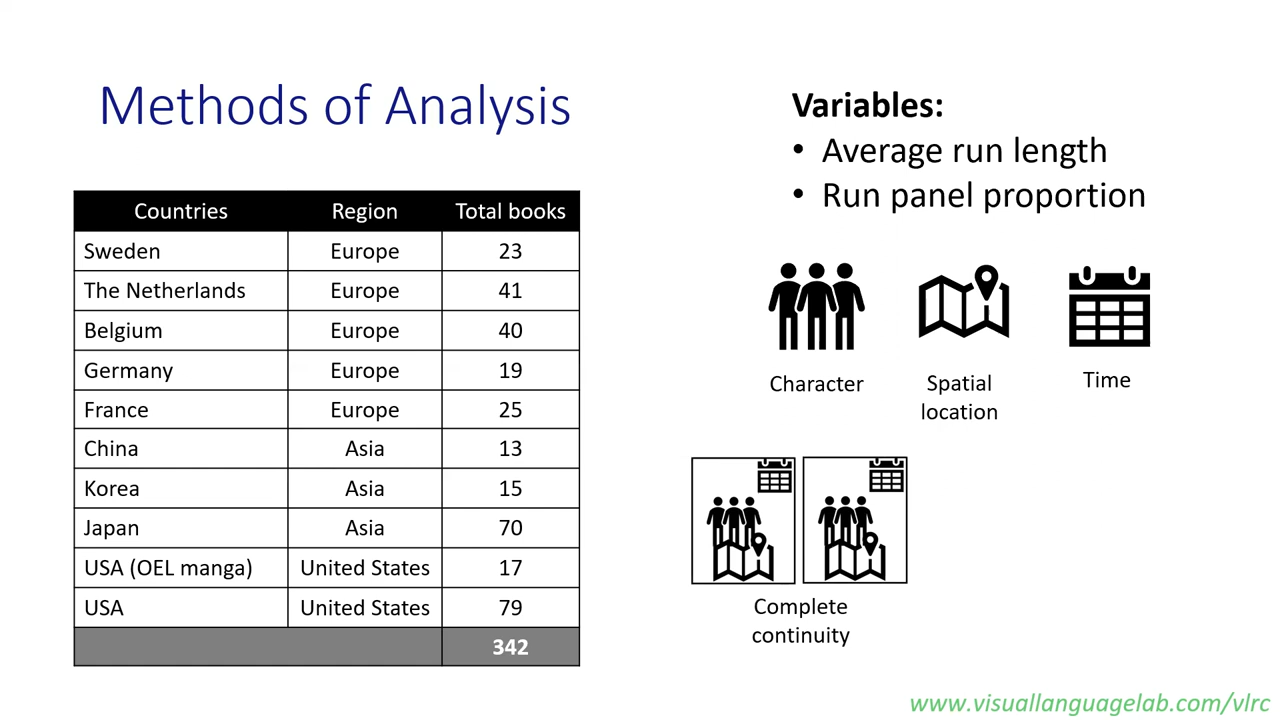 Methods of Analysis
Countries Region Total books
Sweden Europe 23
The Netherlands Europe 41
Belgium Europe 40
Germany Europe 19
France Europe 25
China Asia 13
Korea Asia 15
Japan Asia 70
USA (OEL manga) United States 17
USA United States 79
342
Variables:
• Average run length
• Run panel proportion
Character
Spatial
location
Time
Complete
continuity
www.visuallanguagelab.com/vlrc